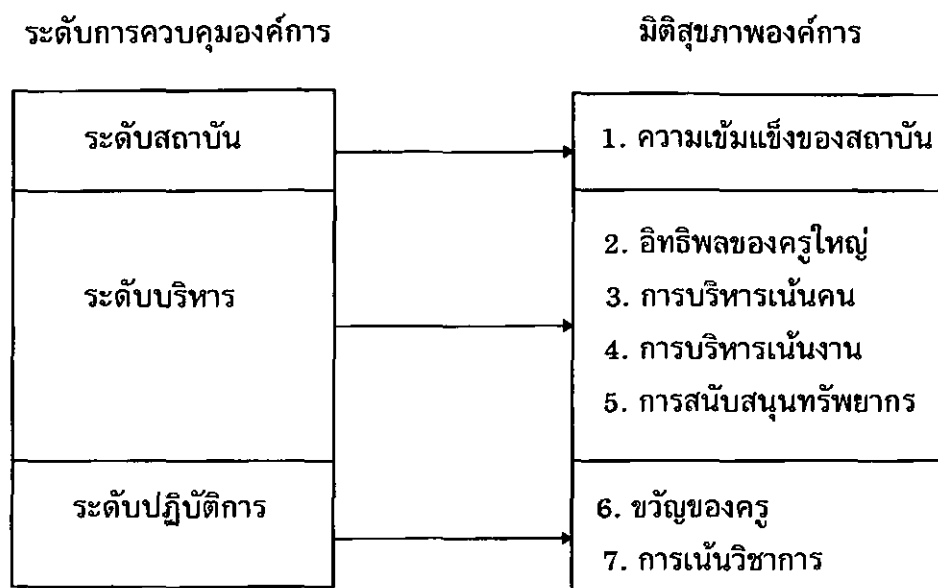 ระดับการควบคุมองค์การ
มิติสุขภาพองค์การ
ระดับสถาบัน
1. ความเข้มแข็งของสถาบัน
ระดับบริหาร
2. อิทธิพลของครูใหญ่
3. การบริหารเน้นคน
4. การบริหารเน้นงาน
5. การสนับสนุนทรัพยากร
ระดับปฏิบัติการ
6. ขวัญของครู
7. การเน้นวิชาการ